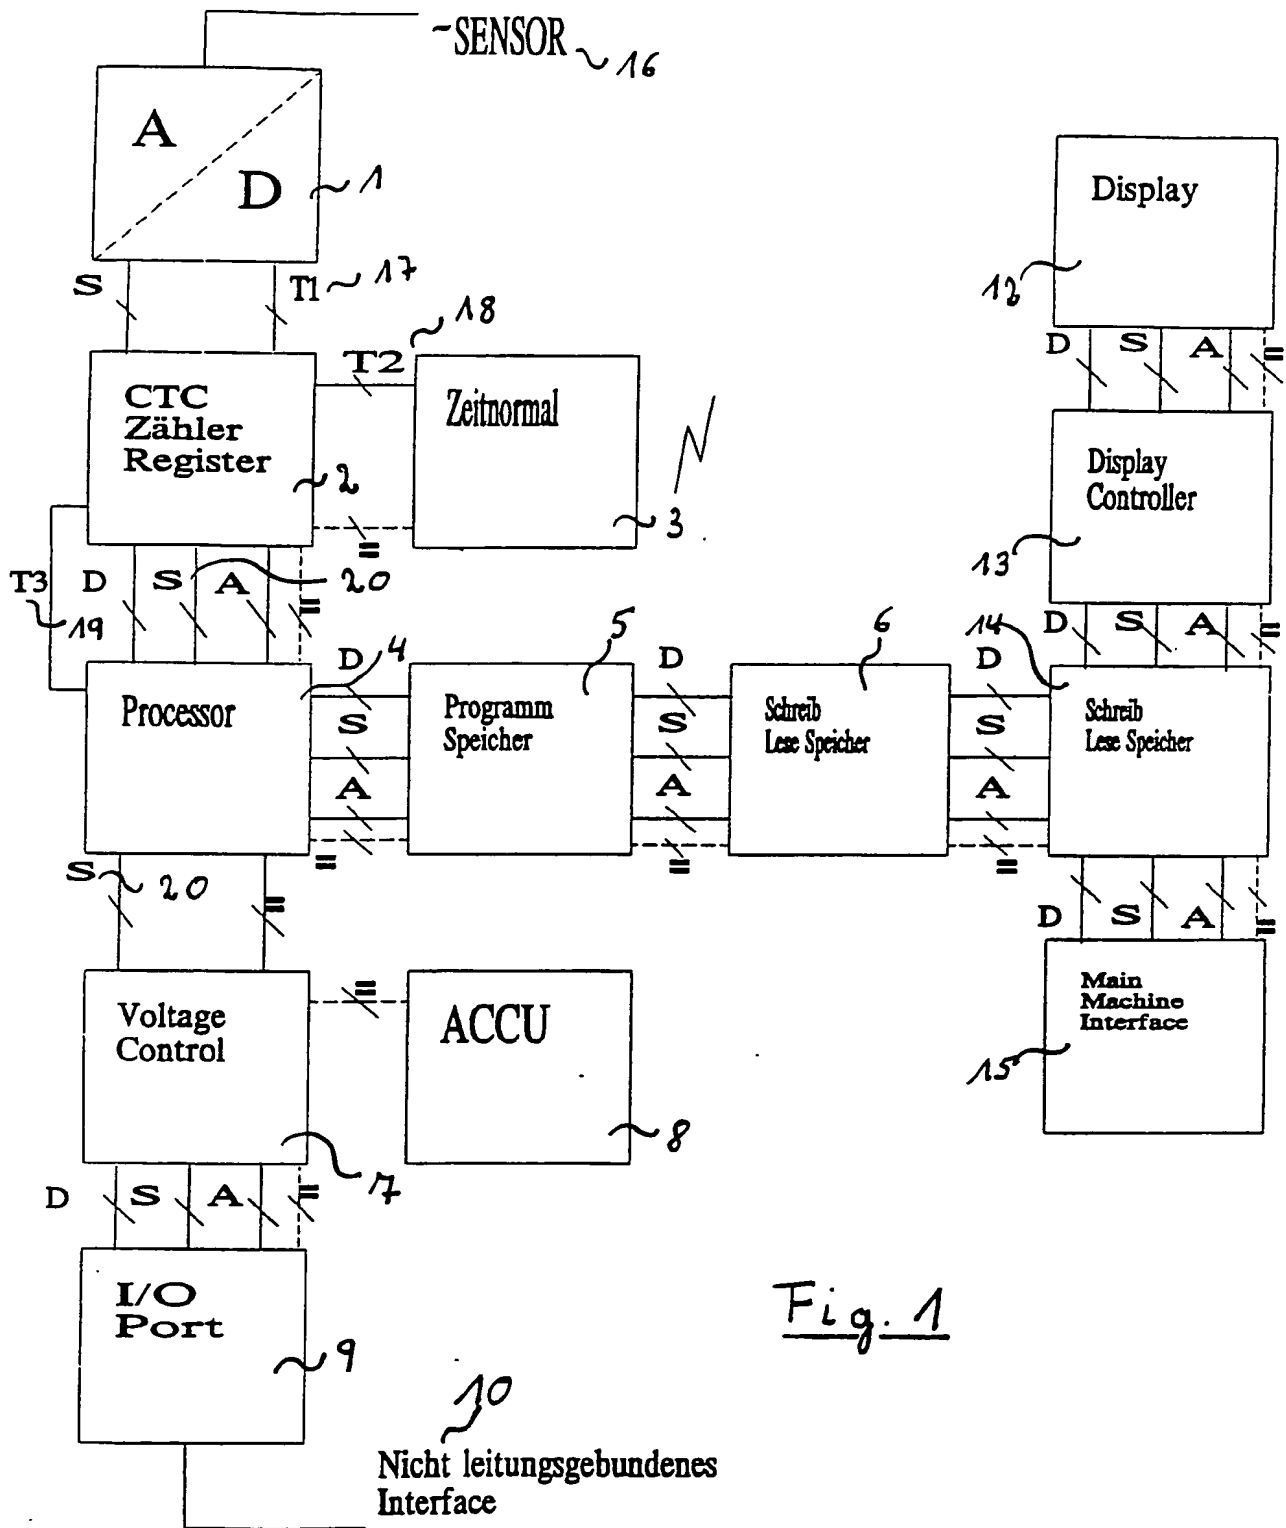 ~SENSOR 16
A
D 1
S T1 17
CTC
Zähler
Register
2
T2 18
Zeitnormal
3
=
T3 19
D S A = 20
Processor
4
D
S
A
=
Programm
Speicher
5
D
S
A
=
Schreib
Lese Speicher
6
D
S
A
=
Schreib
Lese Speicher
14
Display
12
D S A =
Display
Controller
13
D S A =
D S A =
Main
Machine
Interface
15
S 20 =
Voltage
Control
7
=
ACCU
8
D S A =
I/O
Port
9
10
Nicht leitungsgebundenes
Interface
Fig. 1